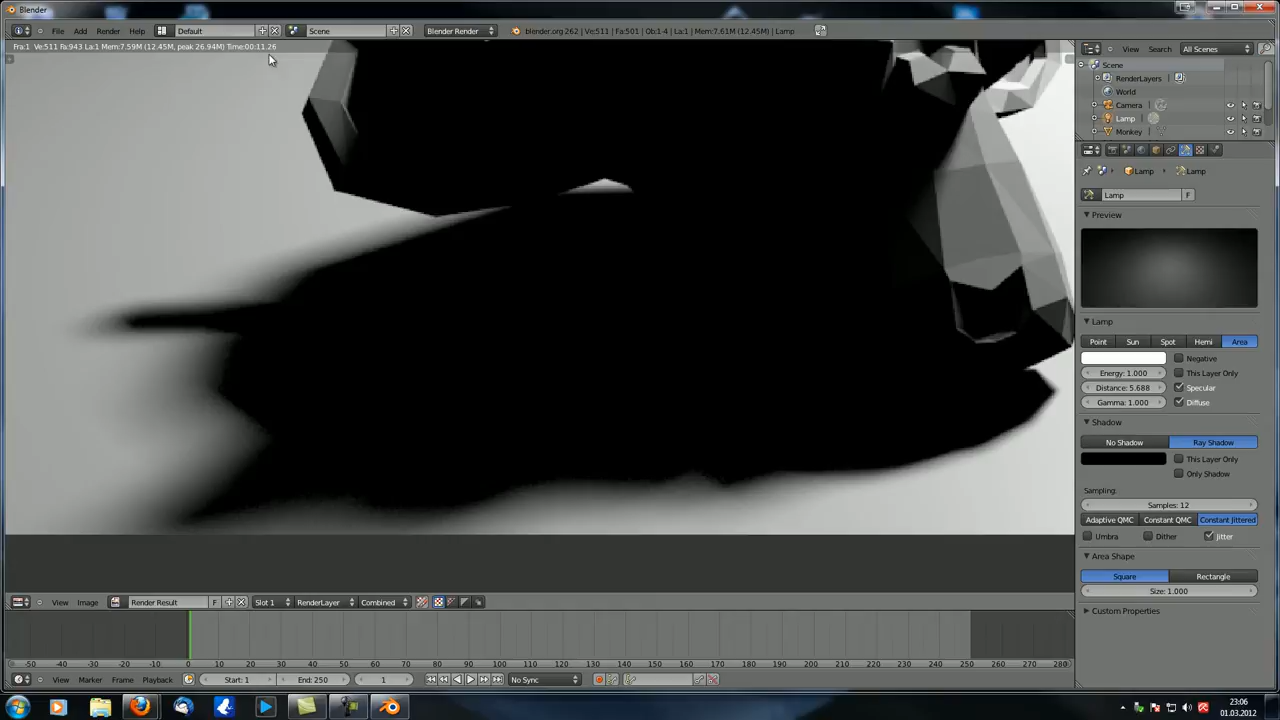 Blender
File Add Render Help Default Scene Blender Render blender.org 262 | Ve:511 | Fa:501 | Ob:1-4 | La:1 | Mem:7.61M (12.45M) | Lamp
Fra:1 Ve:511 Fa:943 La:1 Mem:7.59M (12.45M, peak 26.94M) Time:00:11.26
View Search All Scenes
Scene
RenderLayers
World
Camera
Lamp
Monkey
Lamp Lamp
Lamp F
Preview
Lamp
Point Sun Spot Hemi Area
Negative
Energy: 1.000 This Layer Only
Distance: 5.688 Specular
Gamma: 1.000 Diffuse
Shadow
No Shadow Ray Shadow
This Layer Only
Only Shadow
Sampling:
Samples: 12
Adaptive QMC Constant QMC Constant Jittered
Umbra Dither Jitter
Area Shape
Square Rectangle
Size: 1.000
Custom Properties
View Image Render Result F Slot 1 RenderLayer Combined
-50 -40 -30 -20 -10 0 10 20 30 40 50 60 70 80 90 100 110 120 130 140 150 160 170 180 190 200 210 220 230 240 250 260 270 280
View Marker Frame Playback Start: 1 End: 250 1 No Sync
23:06
01.03.2012